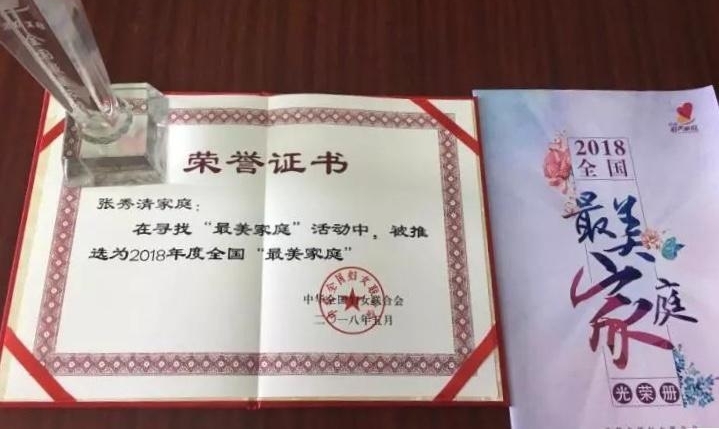 荣誉证书
张秀清家庭：
在寻找“最美家庭”活动中，被推
选为2018年度全国“最美家庭”
中华全国妇女联合会
二〇一八年五月
2018
全国
最美
家庭
光荣册